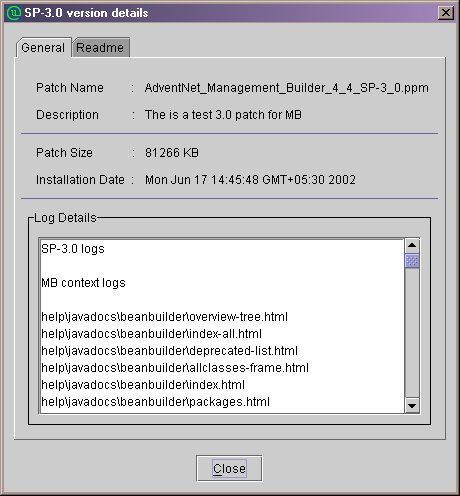 SP-3.0 version details
General Readme
Patch Name : AdventNet_Management_Builder_4_4_SP-3_0.ppm
Description : The is a test 3.0 patch for MB
Patch Size : 81266 KB
Installation Date : Mon Jun 17 14:45:48 GMT+05:30 2002
Log Details
SP-3.0 logs
MB context logs
help\javadocs\beanbuilder\overview-tree.html
help\javadocs\beanbuilder\index-all.html
help\javadocs\beanbuilder\deprecated-list.html
help\javadocs\beanbuilder\allclasses-frame.html
help\javadocs\beanbuilder\index.html
help\javadocs\beanbuilder\packages.html
Close